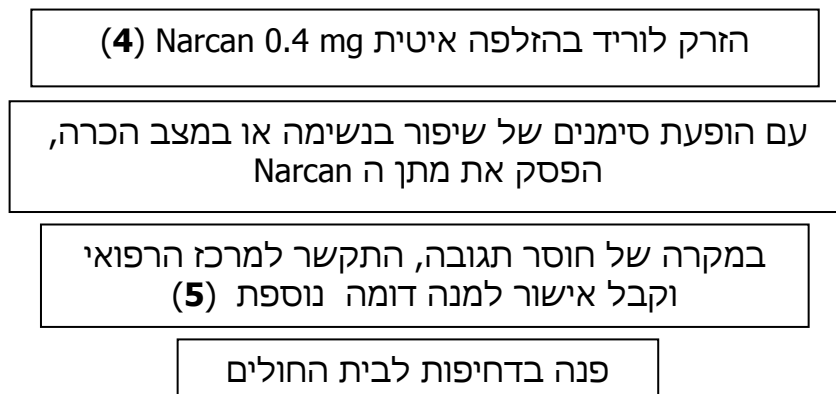 הזרק לוריד בהזלפה איטית Narcan 0.4 mg (4)
עם הופעת סימנים של שיפור בנשימה או במצב הכרה,
הפסק את מתן ה Narcan
במקרה של חוסר תגובה, התקשר למרכז הרפואי
וקבל אישור למנה דומה נוספת (5)
פנה בדחיפות לבית החולים